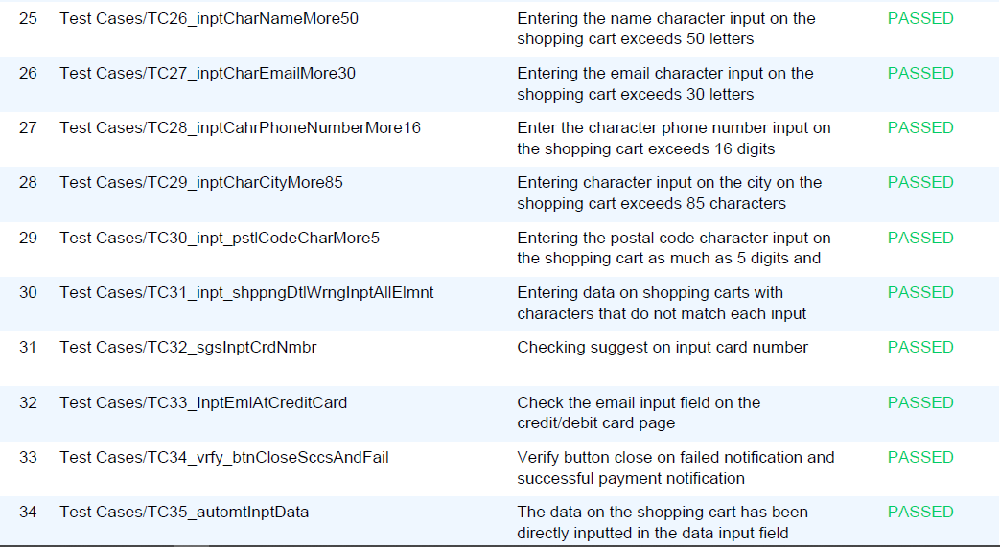 25 Test Cases/TC26_inptCharNameMore50 Entering the name character input on the PASSED
shopping cart exceeds 50 letters
26 Test Cases/TC27_inptCharEmailMore30 Entering the email character input on the PASSED
shopping cart exceeds 30 letters
27 Test Cases/TC28_inptCahrPhoneNumberMore16 Enter the character phone number input on PASSED
the shopping cart exceeds 16 digits
28 Test Cases/TC29_inptCharCityMore85 Entering character input on the city on the PASSED
shopping cart exceeds 85 characters
29 Test Cases/TC30_inpt_pstlCodeCharMore5 Entering the postal code character input on PASSED
the shopping cart as much as 5 digits and
30 Test Cases/TC31_inpt_shppngDtlWrngInptAllElmnt Entering data on shopping carts with PASSED
characters that do not match each input
31 Test Cases/TC32_sgsInptCrdNmbr Checking suggest on input card number PASSED
32 Test Cases/TC33_InptEmlAtCreditCard Check the email input field on the PASSED
credit/debit card page
33 Test Cases/TC34_vrfy_btnCloseSccsAndFail Verify button close on failed notification and PASSED
successful payment notification
34 Test Cases/TC35_automtInptData The data on the shopping cart has been PASSED
directly inputted in the data input field